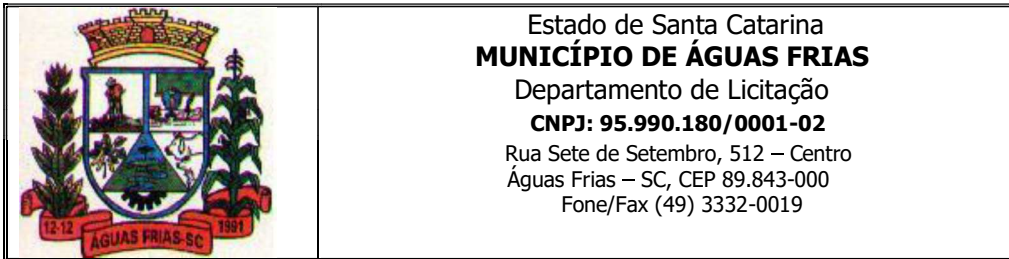 Estado de Santa Catarina
MUNICÍPIO DE ÁGUAS FRIAS
Departamento de Licitação
CNPJ: 95.990.180/0001-02
Rua Sete de Setembro, 512 – Centro
Águas Frias – SC, CEP 89.843-000
Fone/Fax (49) 3332-0019
12-12
ÁGUAS FRIAS-SC
1991